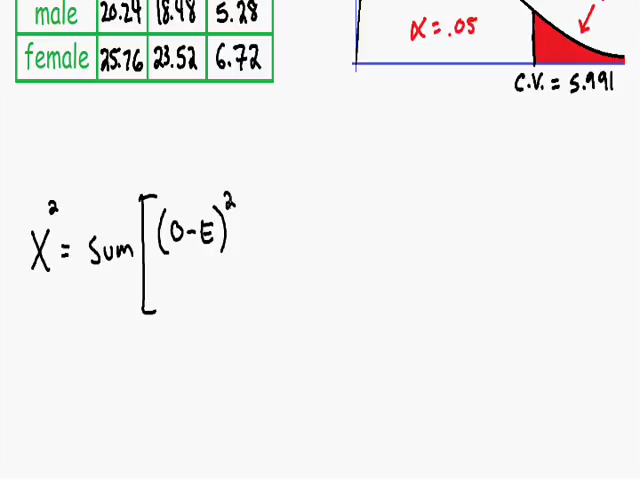 male 20.24 18.48 5.28
female 25.76 23.52 6.72
α = .05
C.V. = 5.991
X² = Sum [(O-E)²